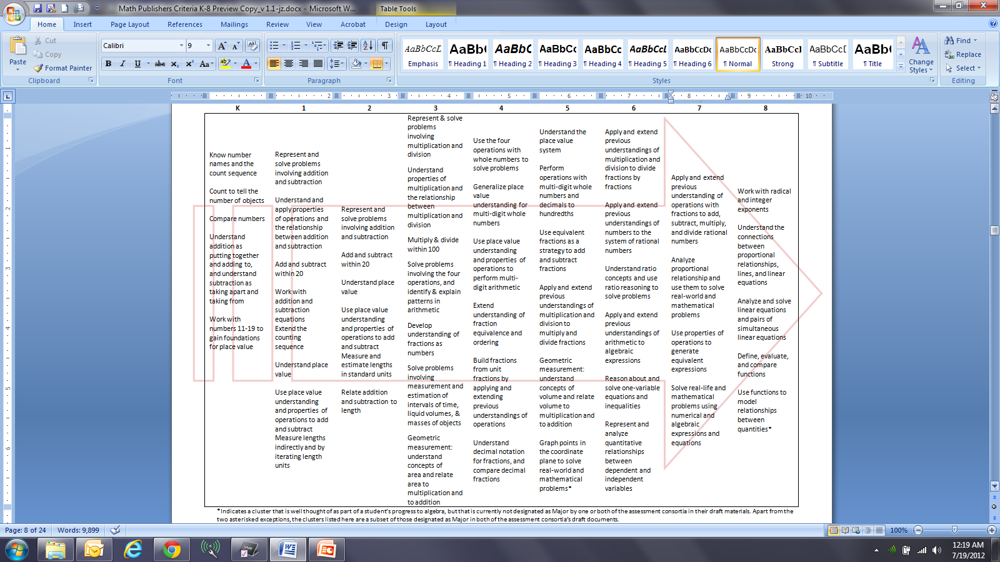 Math Publishers Criteria K-8 Preview Copy_v 1.1-jz.docx - Microsoft W...
Table Tools
Home Insert Page Layout References Mailings Review View Acrobat Design Layout
Paste
Cut
Copy
Format Painter
Clipboard
Calibri 9
Font
Paragraph
AaBbCcD AaBbC AaBbC AaBbCc AaBbCc AaBbCcL AaBbCcDc AaBbCcDc AaBbCcI AaBbCcD AaBbC
Emphasis ¶ Heading 1 ¶ Heading 2 ¶ Heading 3 ¶ Heading 4 ¶ Heading 5 ¶ Heading 6 ¶ Normal Strong ¶ Subtitle ¶ Title
Styles
Change
Styles
Find
Replace
Select
Editing
K 1 2 3 4 5 6 7 8
Know number
names and the
count sequence
Count to tell the
number of objects
Compare numbers
Understand
addition as
putting together
and adding to,
and understand
subtraction as
taking apart and
taking from
Work with
numbers 11-19 to
gain foundations
for place value
Represent and
solve problems
involving addition
and subtraction
Understand and
apply properties
of operations and
the relationship
between addition
and subtraction
Add and subtract
within 20
Work with
addition and
subtraction
equations
Extend the
counting
sequence
Understand place
value
Use place value
understanding
and properties of
operations to add
and subtract
Measure lengths
indirectly and by
iterating length
units
Represent and
solve problems
involving addition
and subtraction
Add and subtract
within 20
Understand place
value
Use place value
understanding
and properties of
operations to add
and subtract
Measure and
estimate lengths
in standard units
Relate addition
and subtraction to
length
Represent & solve
problems
involving
multiplication and
division
Understand
properties of
multiplication and
the relationship
between
multiplication and
division
Multiply & divide
within 100
Solve problems
involving the four
operations, and
identify & explain
patterns in
arithmetic
Develop
understanding of
fractions as
numbers
Solve problems
involving
measurement and
estimation of
intervals of time,
liquid volumes, &
masses of objects
Geometric
measurement:
understand
concepts of
area and relate
area to
multiplication and
to addition
Use the four
operations with
whole numbers to
solve problems
Generalize place
value
understanding for
multi-digit whole
numbers
Use place value
understanding
and properties of
operations to
perform multi-
digit arithmetic
Extend
understanding of
fraction
equivalence and
ordering
Build fractions
from unit
fractions by
applying and
extending
previous
understandings of
operations
Understand
decimal notation
for fractions, and
compare decimal
fractions
Understand the
place value
system
Perform
operations with
multi-digit whole
numbers and
decimals to
hundredths
Use equivalent
fractions as a
strategy to add
and subtract
fractions
Apply and extend
previous
understandings of
multiplication and
division to
multiply and
divide fractions
Geometric
measurement:
understand
concepts of
volume and relate
volume to
multiplication and
to addition
Graph points in
the coordinate
plane to solve
real-world and
mathematical
problems*
Apply and extend
previous
understandings of
multiplication and
division to divide
fractions by
fractions
Apply and extend
previous
understandings of
numbers to the
system of rational
numbers
Understand ratio
concepts and use
ratio reasoning to
solve problems
Apply and extend
previous
understandings of
arithmetic to
algebraic
expressions
Reason about and
solve one-variable
equations and
inequalities
Represent and
analyze
quantitative
relationships
between
dependent and
independent
variables
Apply and extend
previous
understanding of
operations with
fractions to add,
subtract, multiply,
and divide rational
numbers
Analyze
proportional
relationship and
use them to solve
real-world and
mathematical
problems
Use properties of
operations to
generate
equivalent
expressions
Solve real-life and
mathematical
problems using
numerical and
algebraic
expressions and
equations
Work with radical
and integer
exponents
Understand the
connections
between
proportional
relationships,
lines, and linear
equations
Analyze and solve
linear equations
and pairs of
simultaneous
linear equations
Define, evaluate,
and compare
functions
Use functions to
model
relationships
between
quantities*
* Indicates a cluster that is well thought of as part of a student's progress to algebra, but that is currently not designated as Major by one or both of the assessment consortia in their draft materials. Apart from the
two asterisked exceptions, the clusters listed here are a subset of those designated as Major in both of the assessment consortia's draft documents.
Page: 8 of 24 Words: 9,899 100%
12:19 AM
7/19/2012